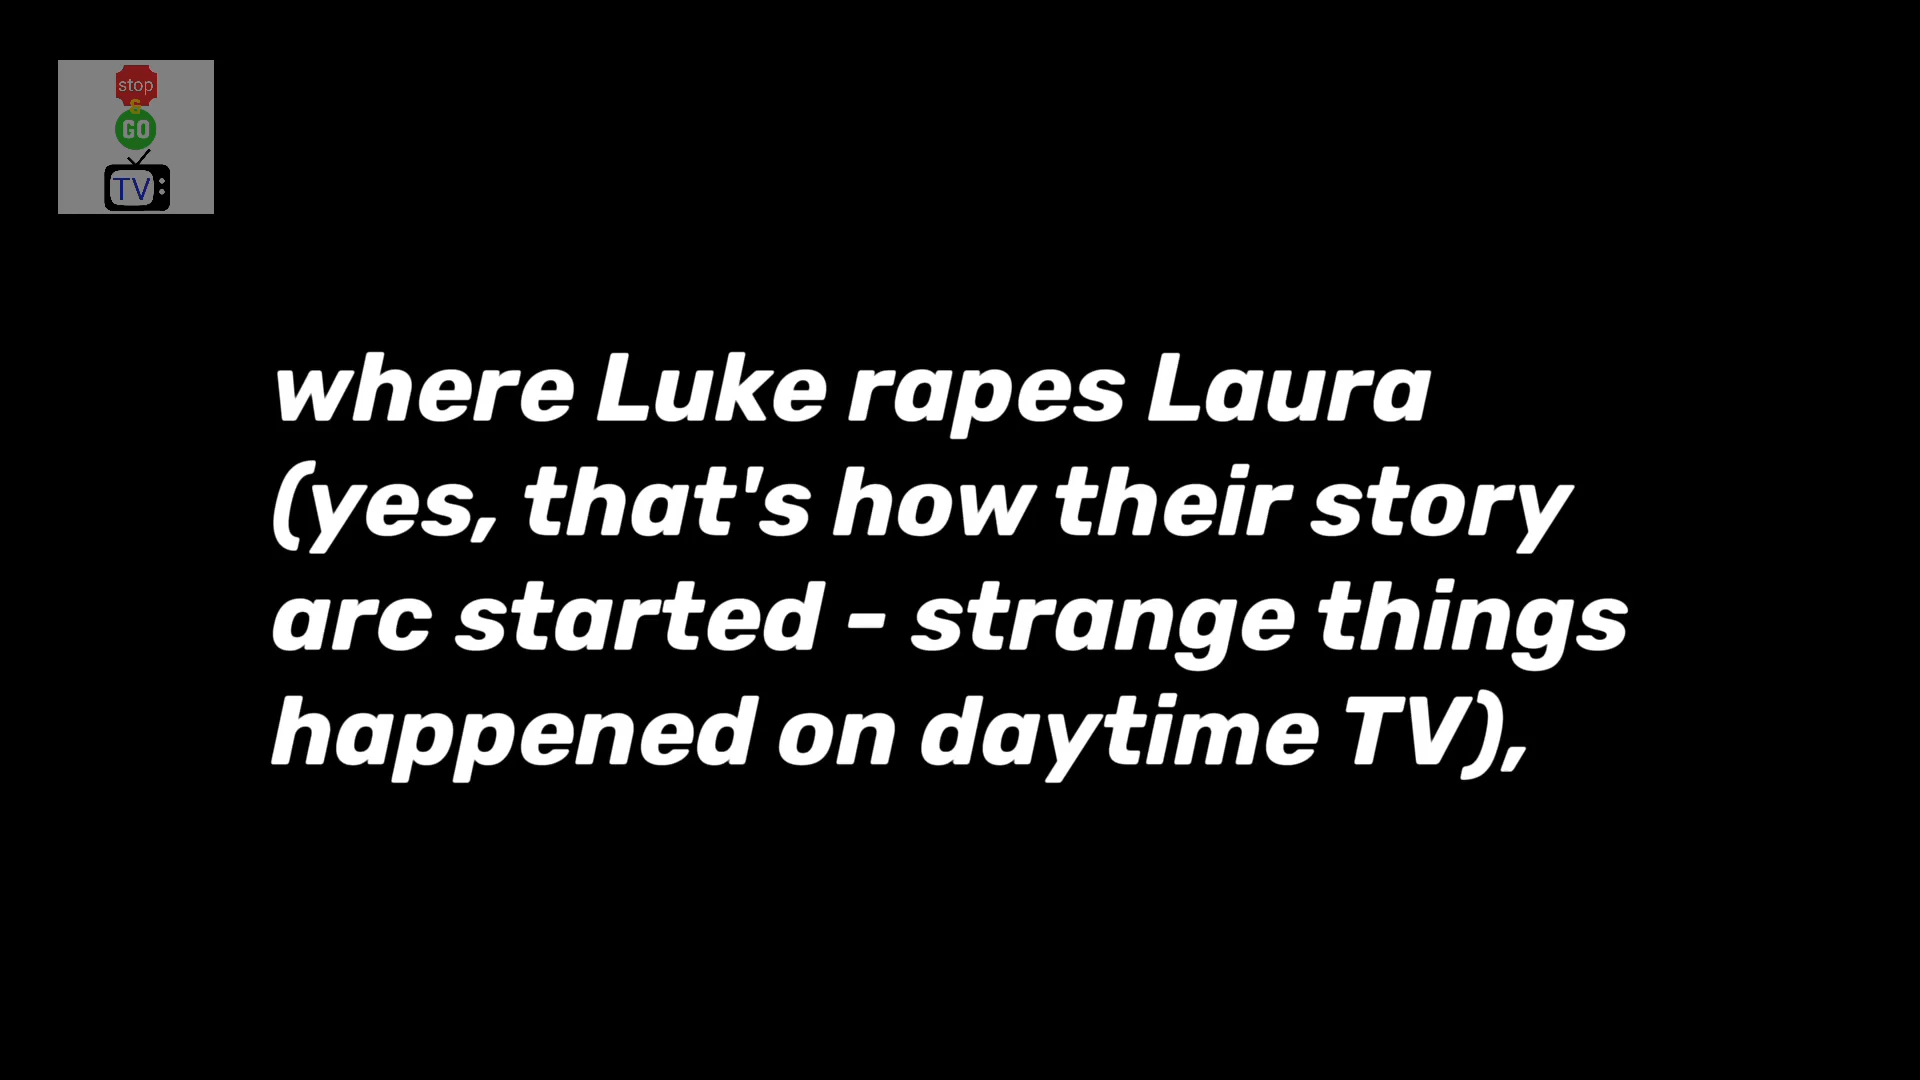 stop
&
GO
TV
where Luke rapes Laura
(yes, that's how their story
arc started - strange things
happened on daytime TV),